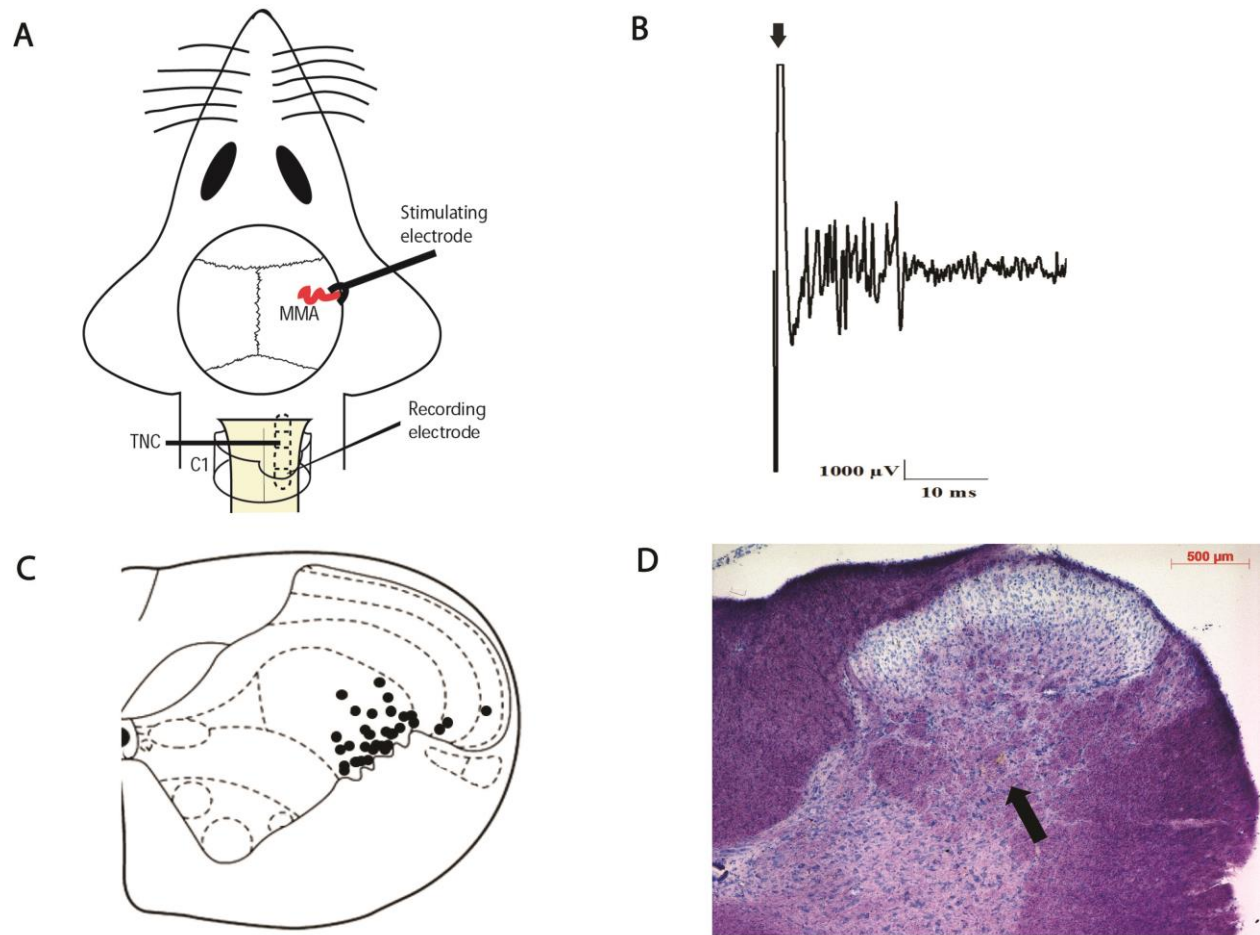 A
Stimulating
electrode
MMA
Recording
electrode
TNC
C1
B
1000 µV
10 ms
C
D
500 µm